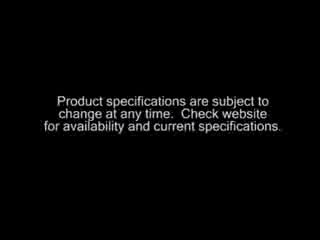 Product specifications are subject to
change at any time.  Check website
for availability and current specifications.